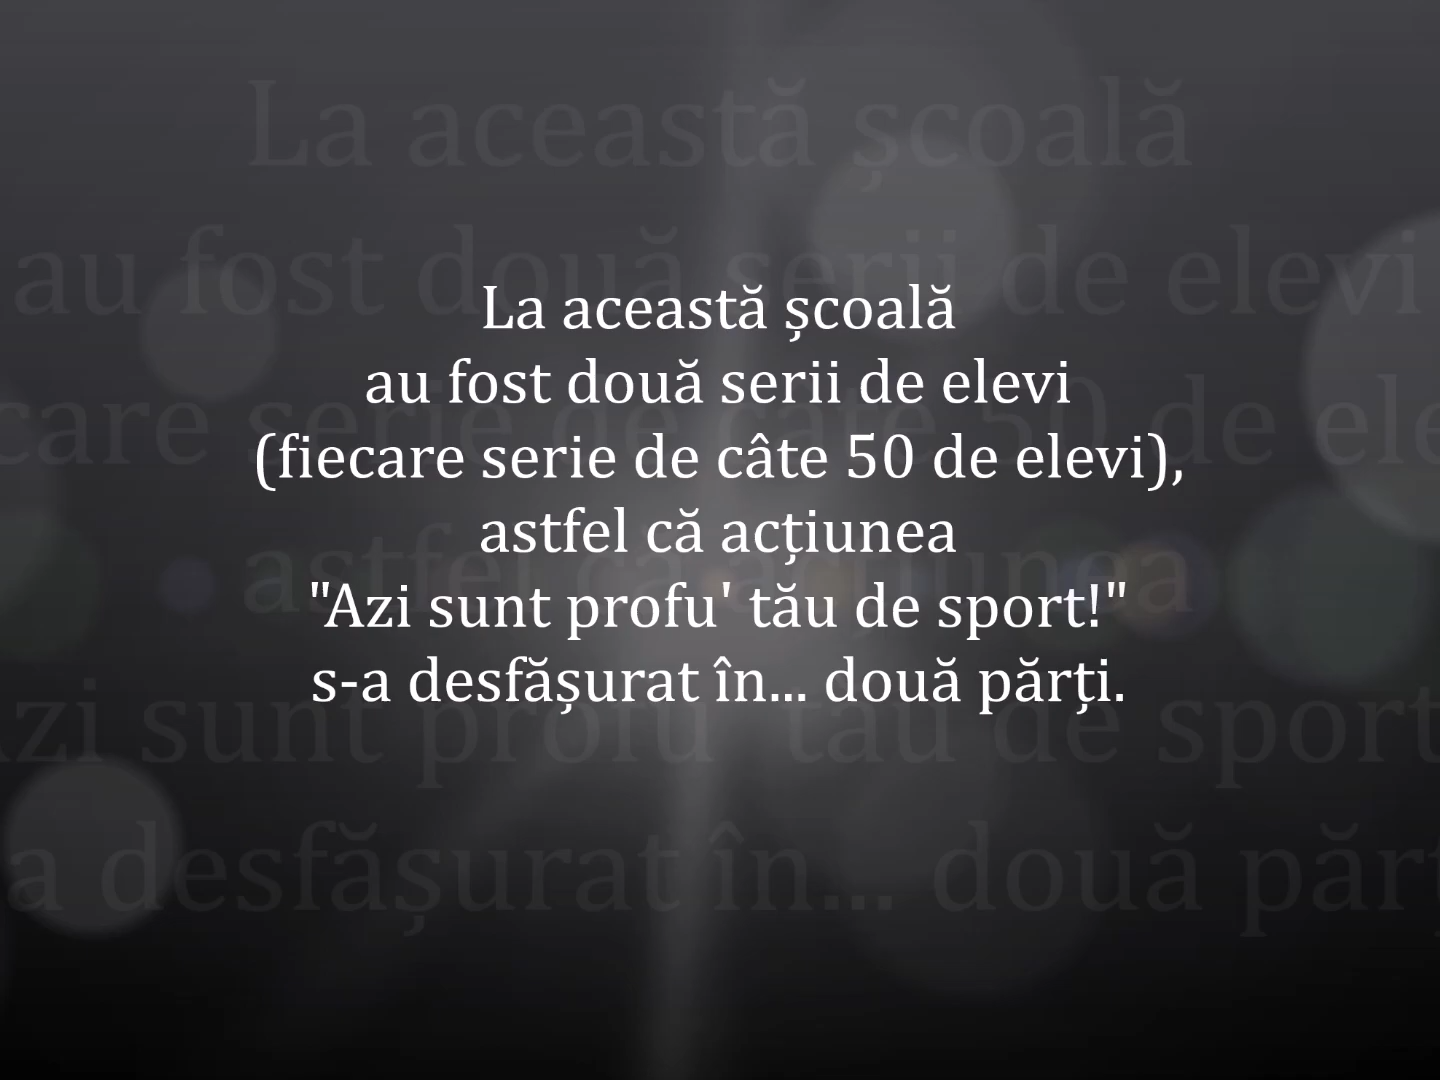 La această școală
au fost două serii de elevi
(fiecare serie de câte 50 de elevi),
astfel că acțiunea
"Azi sunt profu' tău de sport!"
s-a desfășurat în... două părți.